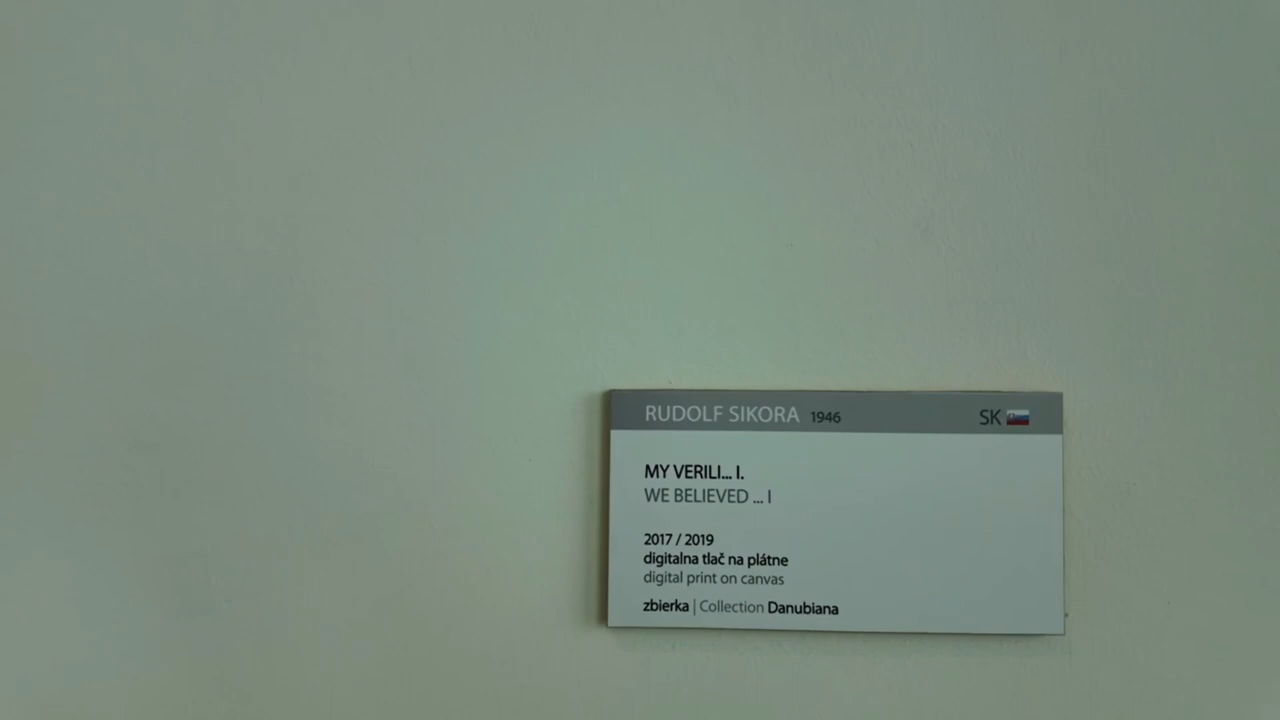 RUDOLF SIKORA 1946 SK
MY VERILI... I.
WE BELIEVED ... I
2017 / 2019
digitalna tlač na plátne
digital print on canvas
zbierka | Collection Danubiana